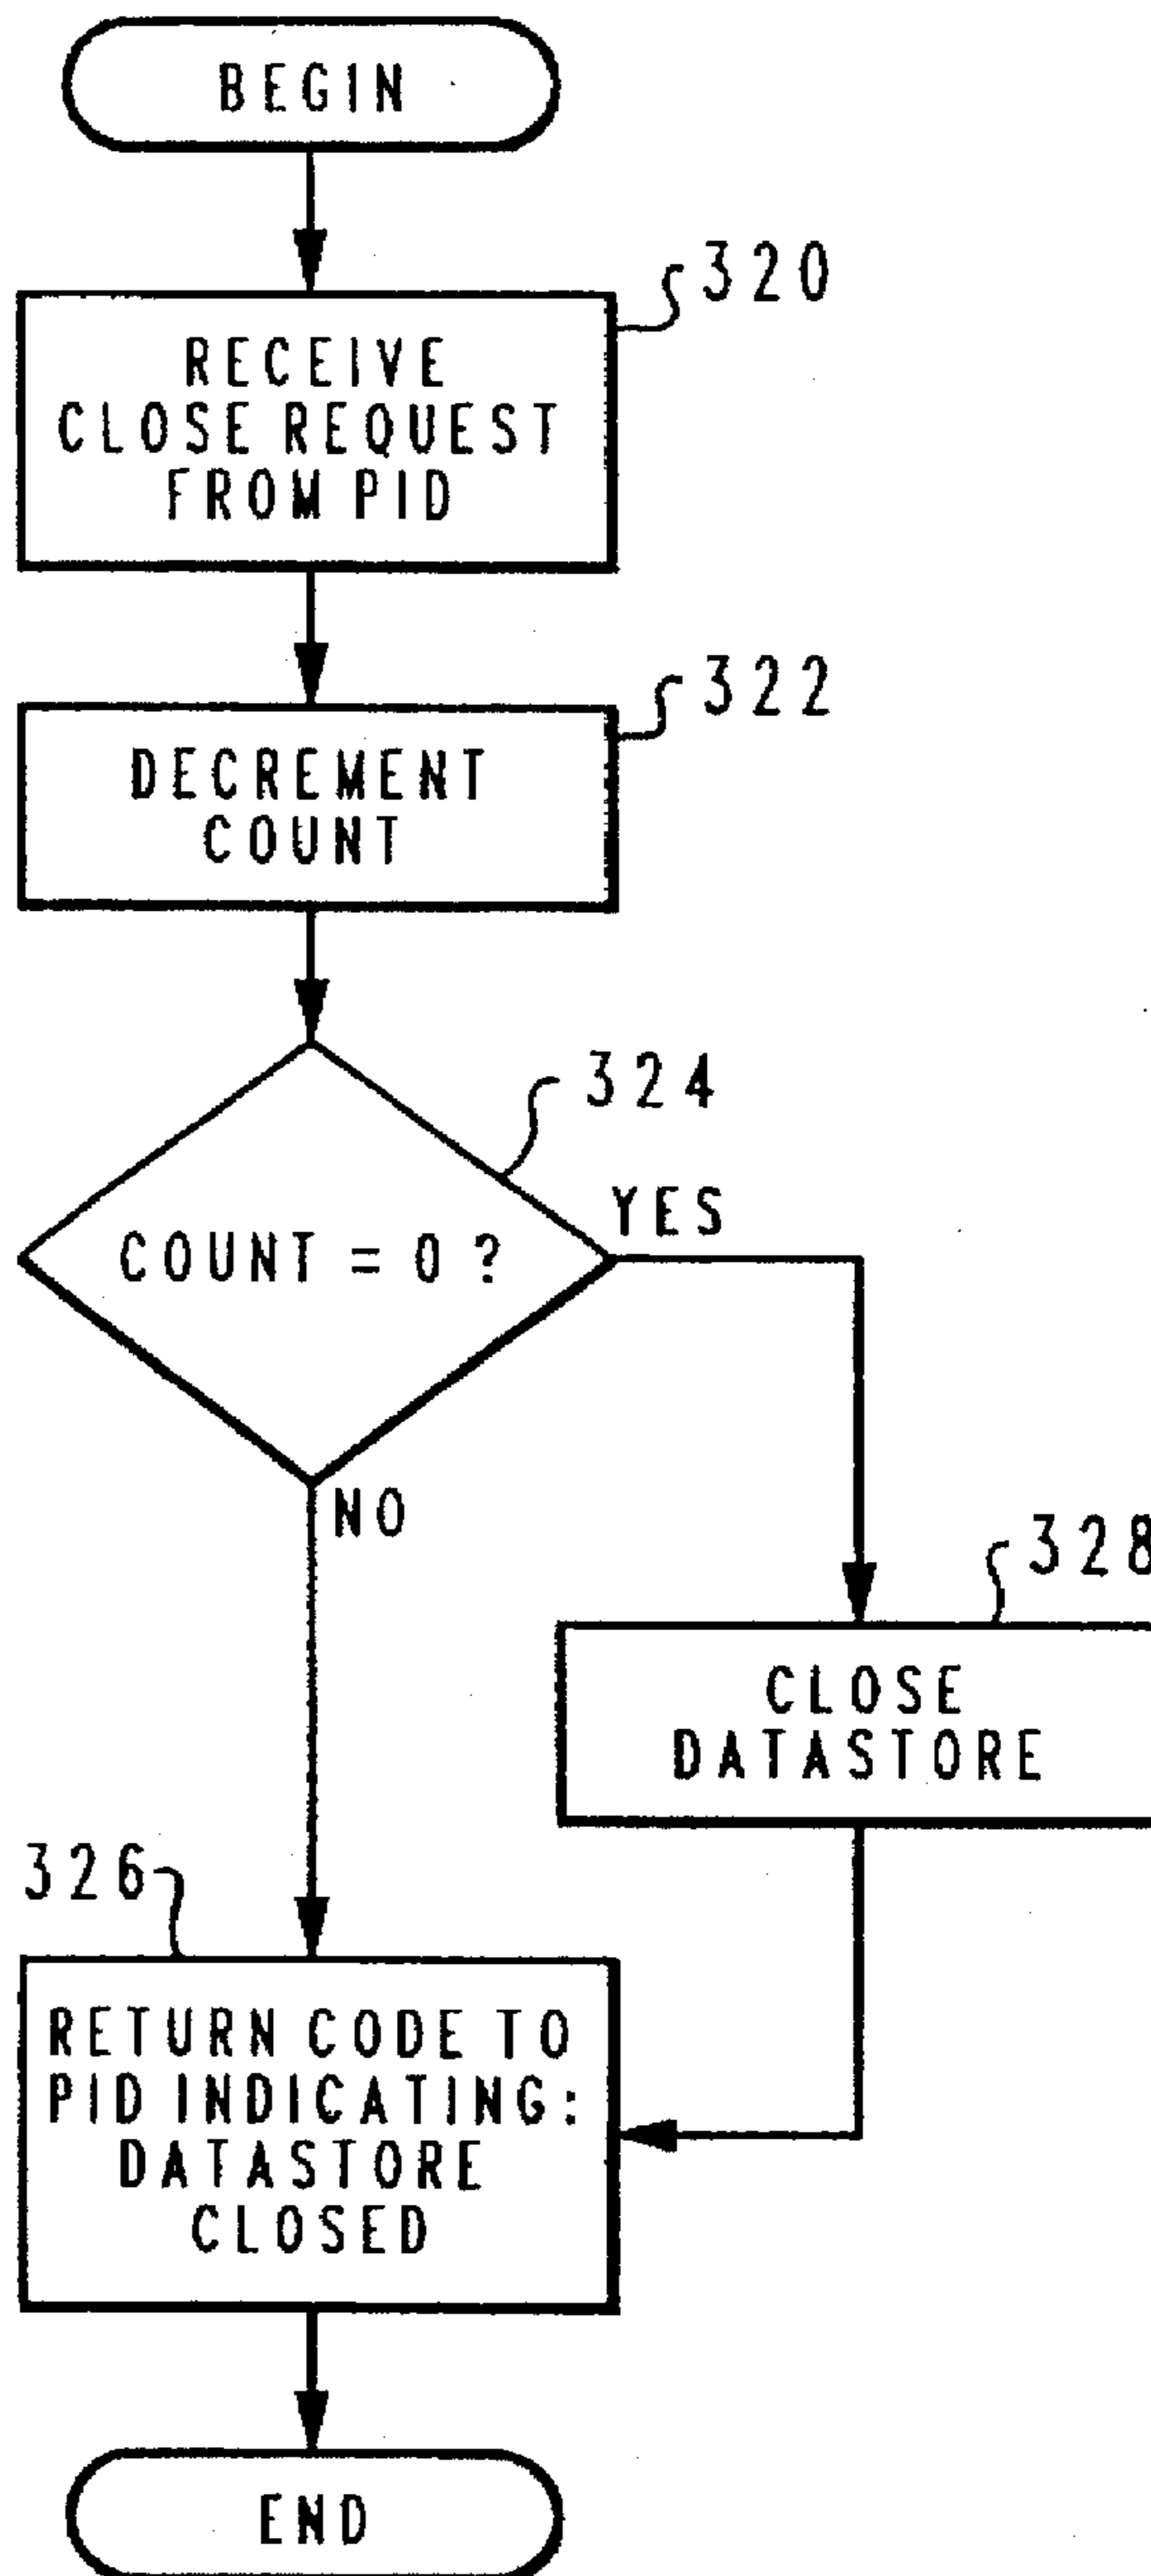 BEGIN
320
RECEIVE
CLOSE REQUEST
FROM PID
322
DECREMENT
COUNT
324
COUNT = 0 ?
YES
NO
328
CLOSE
DATASTORE
326
RETURN CODE TO
PID INDICATING:
DATASTORE
CLOSED
END